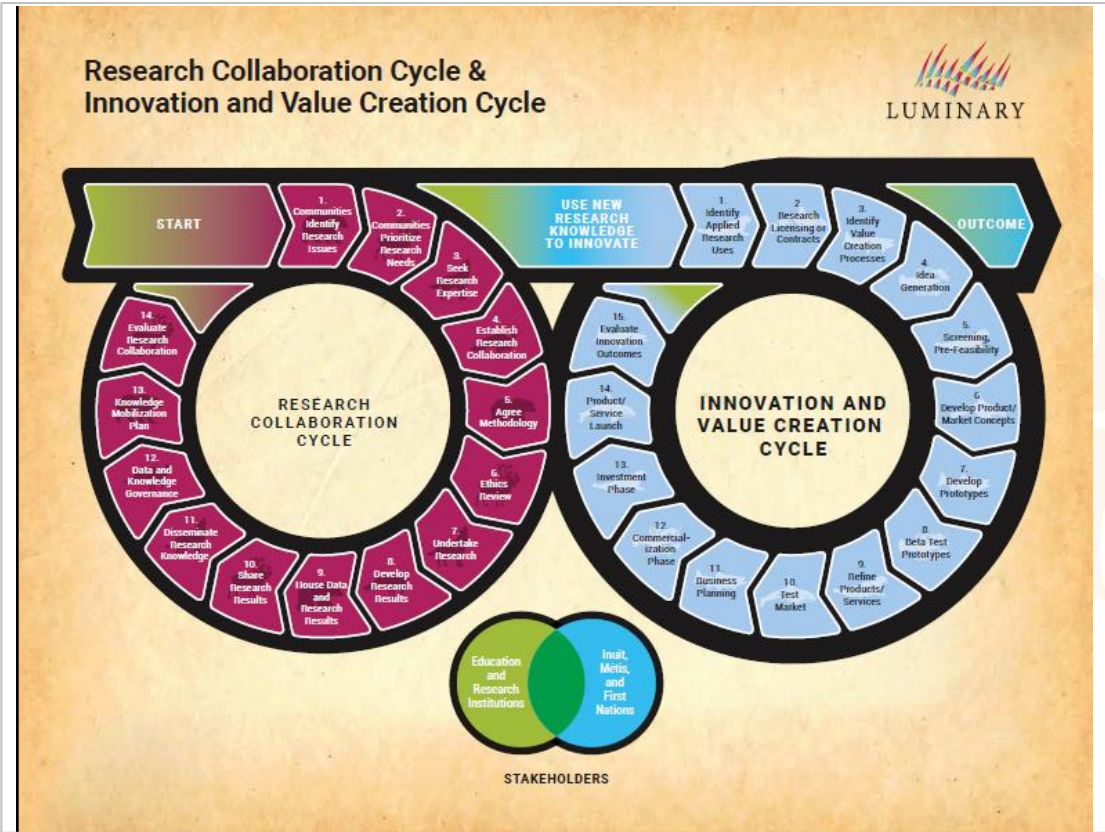 Research Collaboration Cycle &
Innovation and Value Creation Cycle
LUMINARY
START
1.
Communities
Identify
Research
Issues
2.
Communities
Prioritize
Research
Needs
3.
Seek
Research
Expertise
4.
Establish
Research
Collaboration
5.
Agree
Methodology
6.
Ethics
Review
7.
Undertake
Research
8.
Develop
Research
Results
9.
House Data
and
Research
Results
10.
Share
Research
Results
11.
Disseminate
Research
Knowledge
12.
Data and
Knowledge
Governance
13.
Knowledge
Mobilization
Plan
14.
Evaluate
Research
Collaboration
RESEARCH
COLLABORATION
CYCLE
USE NEW
RESEARCH
KNOWLEDGE
TO INNOVATE
1.
Identify
Applied
Research
Uses
2.
Research
Licensing or
Contracts
3.
Identify
Value
Creation
Processes
4.
Idea
Generation
5.
Screening,
Pre-Feasibility
6.
Develop Product/
Market Concepts
7.
Develop
Prototypes
8.
Beta Test
Prototypes
9.
Refine
Products/
Services
10.
Test
Market
11.
Business
Planning
12.
Commercial-
ization
Phase
13.
Investment
Phase
14.
Product/
Service
Launch
15.
Evaluate
Innovation
Outcomes
INNOVATION AND
VALUE CREATION
CYCLE
OUTCOME
Education
and
Research
Institutions
Inuit,
Métis,
and
First
Nations
STAKEHOLDERS